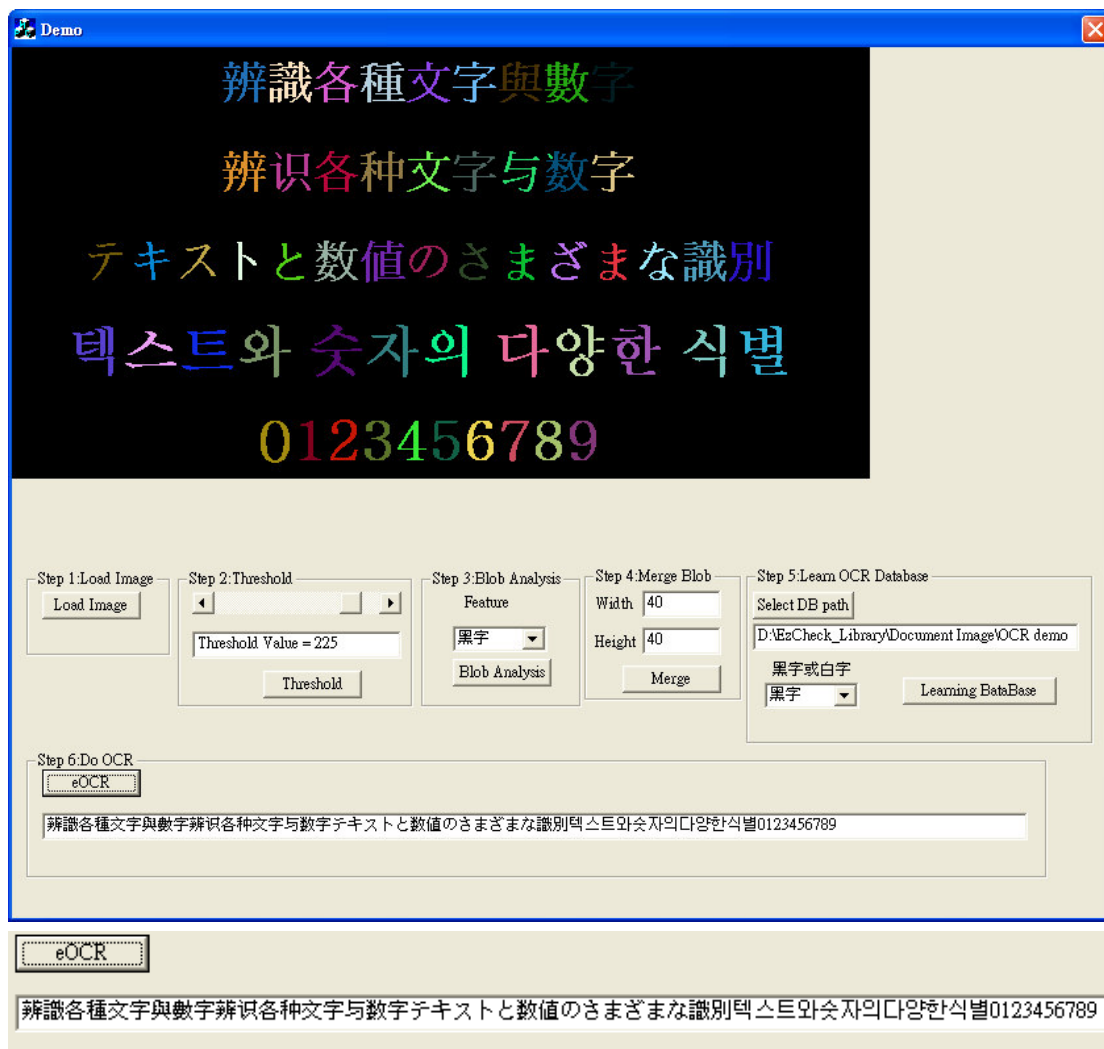 Demo
辨識各種文字與數字
辨识各种文字与数字
テキストと数値のさまざまな識別
텍스트와 숫자의 다양한 식별
0123456789
Step 1:Load Image
Load Image
Step 2:Threshold
Threshold Value = 225
Threshold
Step 3:Blob Analysis
Feature
黑字
Blob Analysis
Step 4:Merge Blob
Width 40
Height 40
Merge
Step 5:Learn OCR Database
Select DB path
D:\EzCheck_Library\Document Image\OCR demo
黑字或白字
黑字
Learning BataBase
Step 6:Do OCR
eOCR
辨識各種文字與數字辨识各种文字与数字テキストと数値のさまざまな識別텍스트와숫자의다양한식별0123456789
eOCR
辨識各種文字與數字辨识各种文字与数字テキストと数値のさまざまな識別텍스트와숫자의다양한식별0123456789